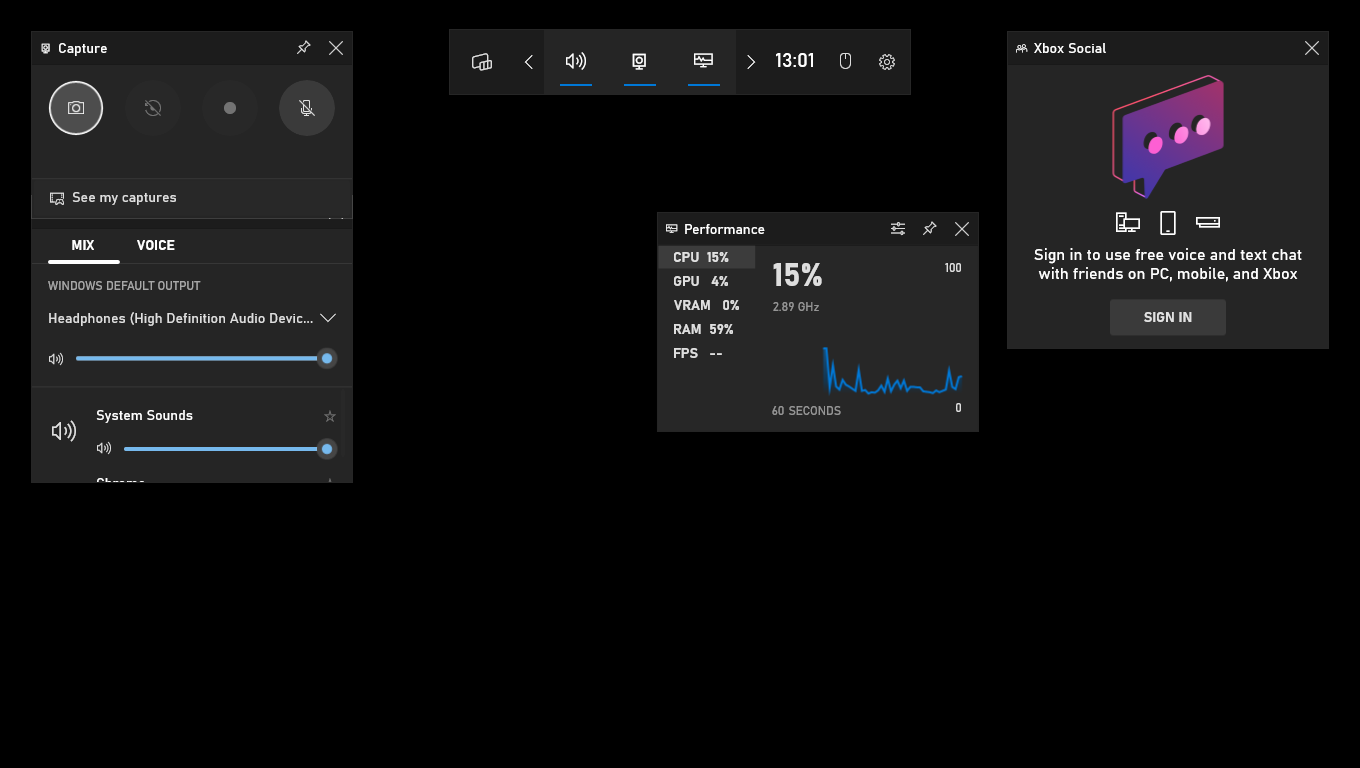 Capture
See my captures
MIX VOICE
WINDOWS DEFAULT OUTPUT
Headphones (High Definition Audio Devic...
System Sounds
Chrome
13:01
Performance
CPU 15%
GPU 4%
VRAM 0%
RAM 59%
FPS --
15%
2.89 GHz
100
60 SECONDS
0
Xbox Social
Sign in to use free voice and text chat
with friends on PC, mobile, and Xbox
SIGN IN